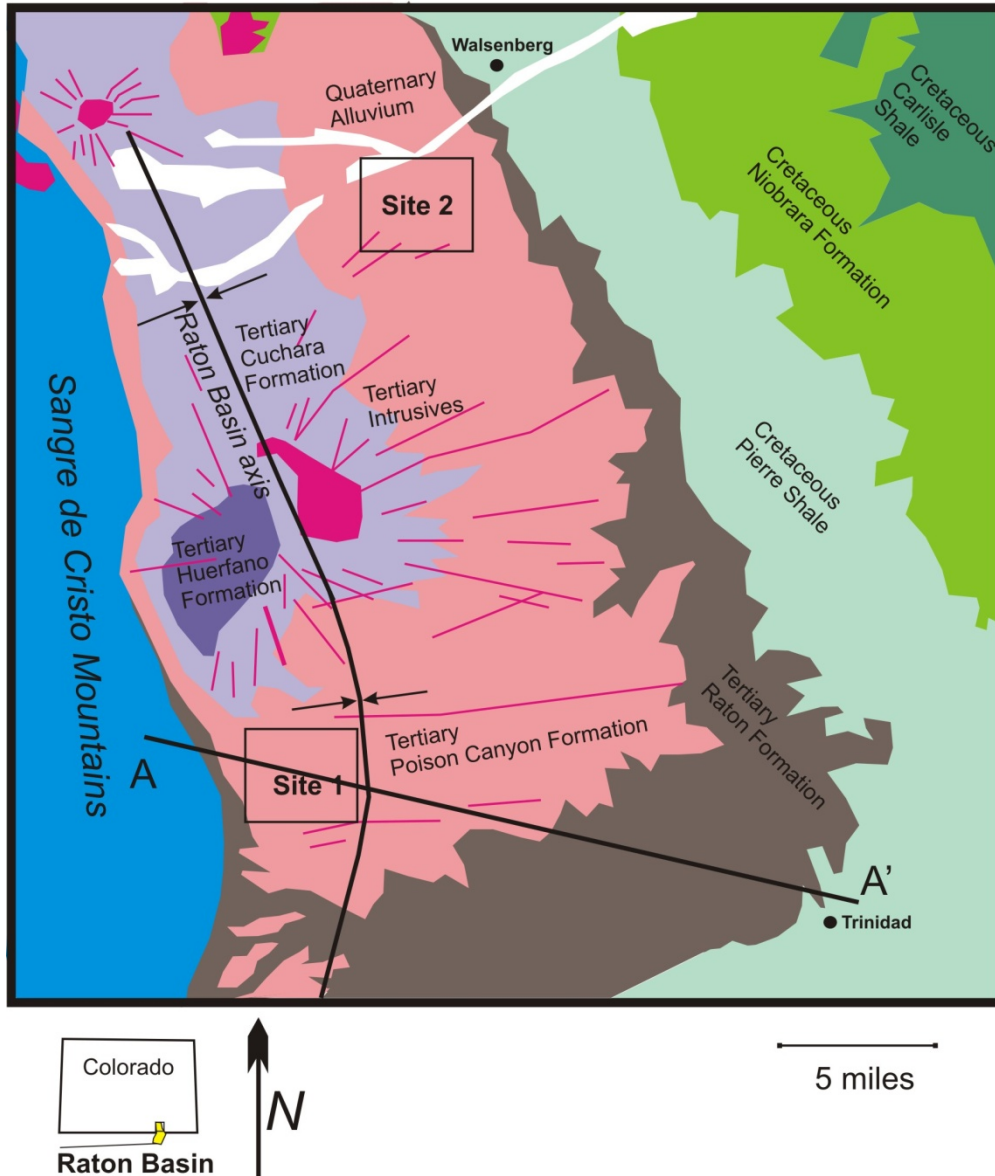 Walsenberg
Quaternary
Alluvium
Cretaceous
Carlisle
Shale
Cretaceous
Niobrara Formation
Site 2
Raton Basin axis
Tertiary
Cuchara
Formation
Tertiary
Intrusives
Sangre de Cristo Mountains
Cretaceous
Pierre Shale
Tertiary
Huerfano
Formation
Tertiary
Raton Formation
Tertiary
Poison Canyon Formation
A
Site 1
A’
Trinidad
Colorado
N
5 miles
Raton Basin